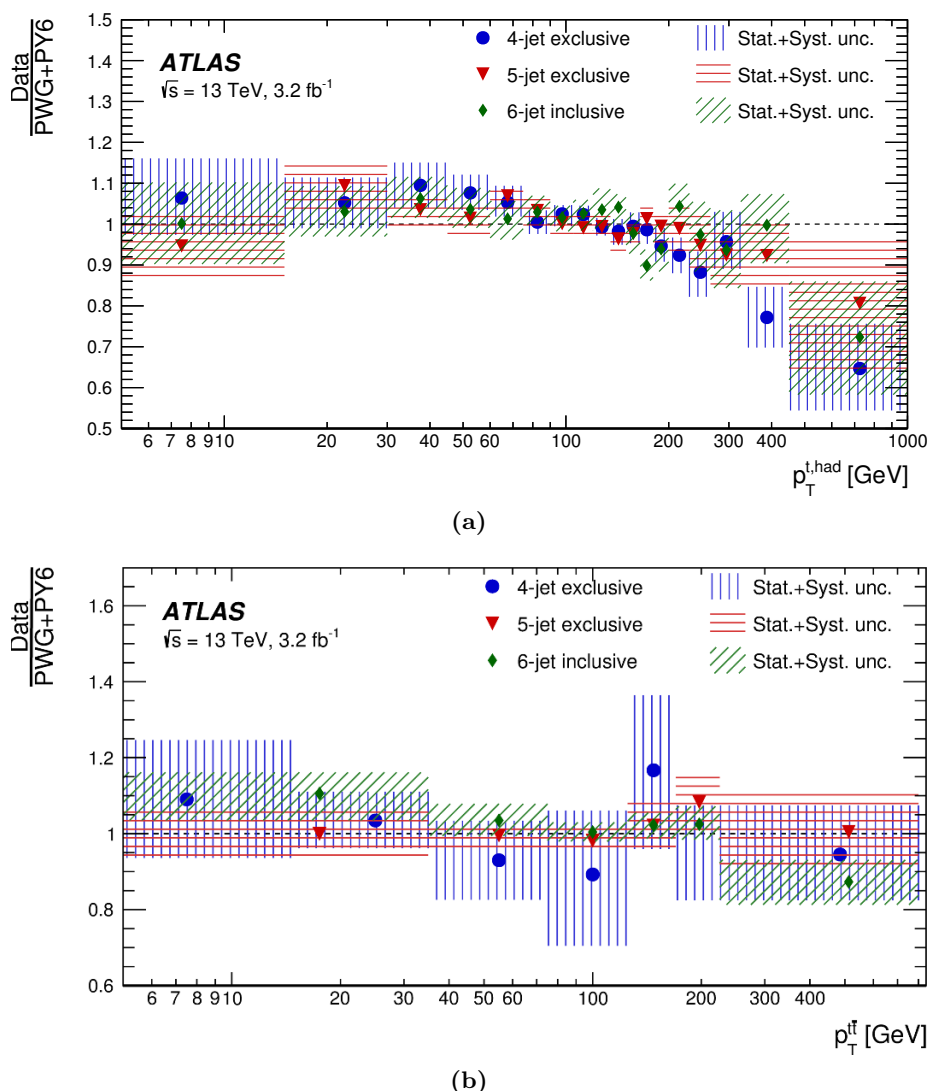 Data
PWG+PY6
1.5
1.4
1.3
1.2
1.1
1
0.9
0.8
0.7
0.6
0.5
ATLAS
√s = 13 TeV, 3.2 fb⁻¹
4-jet exclusive Stat.+Syst. unc.
5-jet exclusive Stat.+Syst. unc.
6-jet inclusive Stat.+Syst. unc.
6 7 8 910 20 30 40 50 60 100 200 300 400 1000
p_T^{t,had} [GeV]
(a)
Data
PWG+PY6
1.6
1.4
1.2
1
0.8
0.6
ATLAS
√s = 13 TeV, 3.2 fb⁻¹
4-jet exclusive Stat.+Syst. unc.
5-jet exclusive Stat.+Syst. unc.
6-jet inclusive Stat.+Syst. unc.
6 7 8 910 20 30 40 50 60 100 200 300 400
p_T^{tt̄} [GeV]
(b)